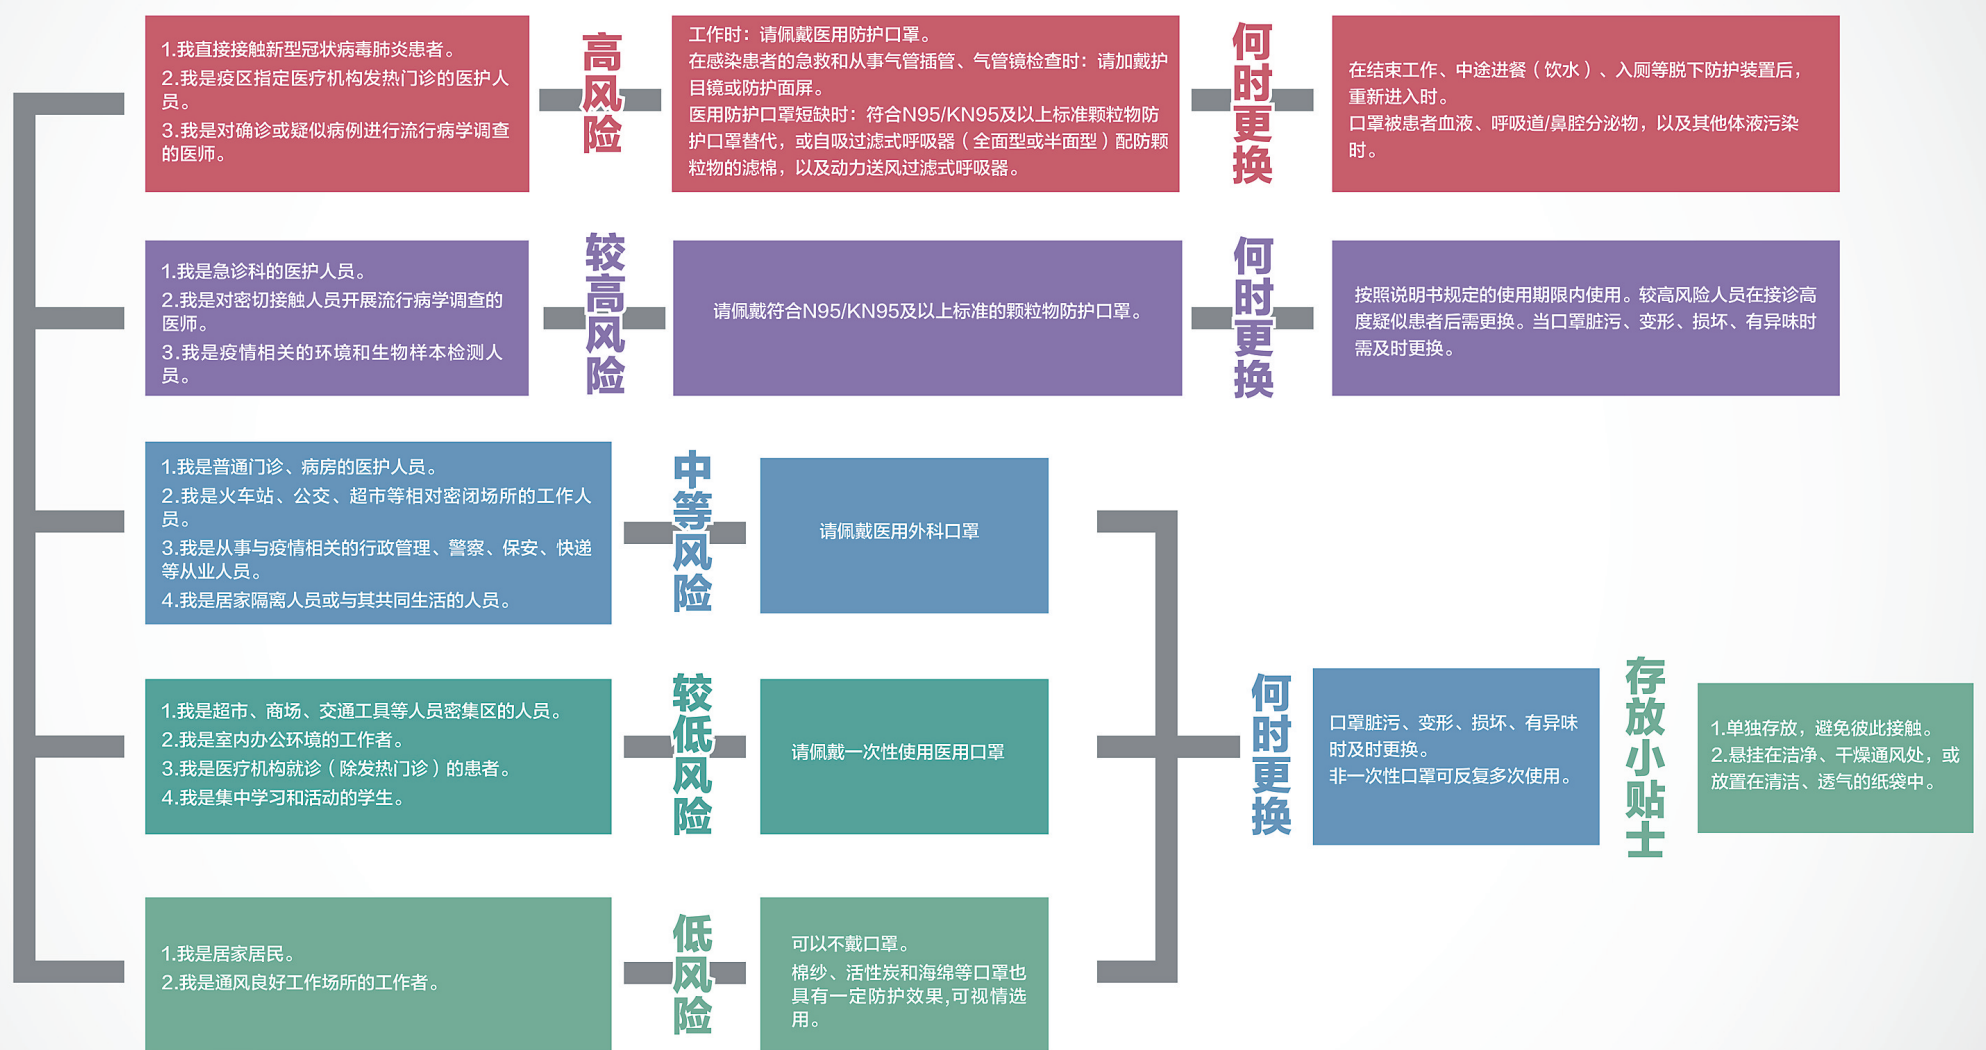 1.我直接接触新型冠状病毒肺炎患者。
2.我是疫区指定医疗机构发热门诊的医护人
员。
3.我是对确诊或疑似病例进行流行病学调查
的医师。
高风险
工作时：请佩戴医用防护口罩。
在感染患者的急救和从事气管插管、气管镜检查时：请加戴护
目镜或防护面屏。
医用防护口罩短缺时：符合N95/KN95及以上标准颗粒物防
护口罩替代，或自吸过滤式呼吸器（全面型或半面型）配防颗
粒物的滤棉，以及动力送风过滤式呼吸器。
何时更换
在结束工作、中途进餐（饮水）、入厕等脱下防护装置后，
重新进入时。
口罩被患者血液、呼吸道/鼻腔分泌物，以及其他体液污染
时。
1.我是急诊科的医护人员。
2.我是对密切接触人员开展流行病学调查的
医师。
3.我是疫情相关的环境和生物样本检测人
员。
较高风险
请佩戴符合N95/KN95及以上标准的颗粒物防护口罩。
何时更换
按照说明书规定的使用期限内使用。较高风险人员在接诊高
度疑似患者后需更换。当口罩脏污、变形、损坏、有异味时
需及时更换。
1.我是普通门诊、病房的医护人员。
2.我是火车站、公交、超市等相对密闭场所的工作人
员。
3.我是从事与疫情相关的行政管理、警察、保安、快递
等从业人员。
4.我是居家隔离人员或与其共同生活的人员。
中等风险
请佩戴医用外科口罩
1.我是超市、商场、交通工具等人员密集区的人员。
2.我是室内办公环境的工作者。
3.我是医疗机构就诊（除发热门诊）的患者。
4.我是集中学习和活动的学生。
较低风险
请佩戴一次性使用医用口罩
1.我是居家居民。
2.我是通风良好工作场所的工作者。
低风险
可以不戴口罩。
棉纱、活性炭和海绵等口罩也
具有一定防护效果,可视情选
用。
何时更换
口罩脏污、变形、损坏、有异味
时及时更换。
非一次性口罩可反复多次使用。
存放小贴士
1.单独存放，避免彼此接触。
2.悬挂在洁净、干燥通风处，或
放置在清洁、透气的纸袋中。